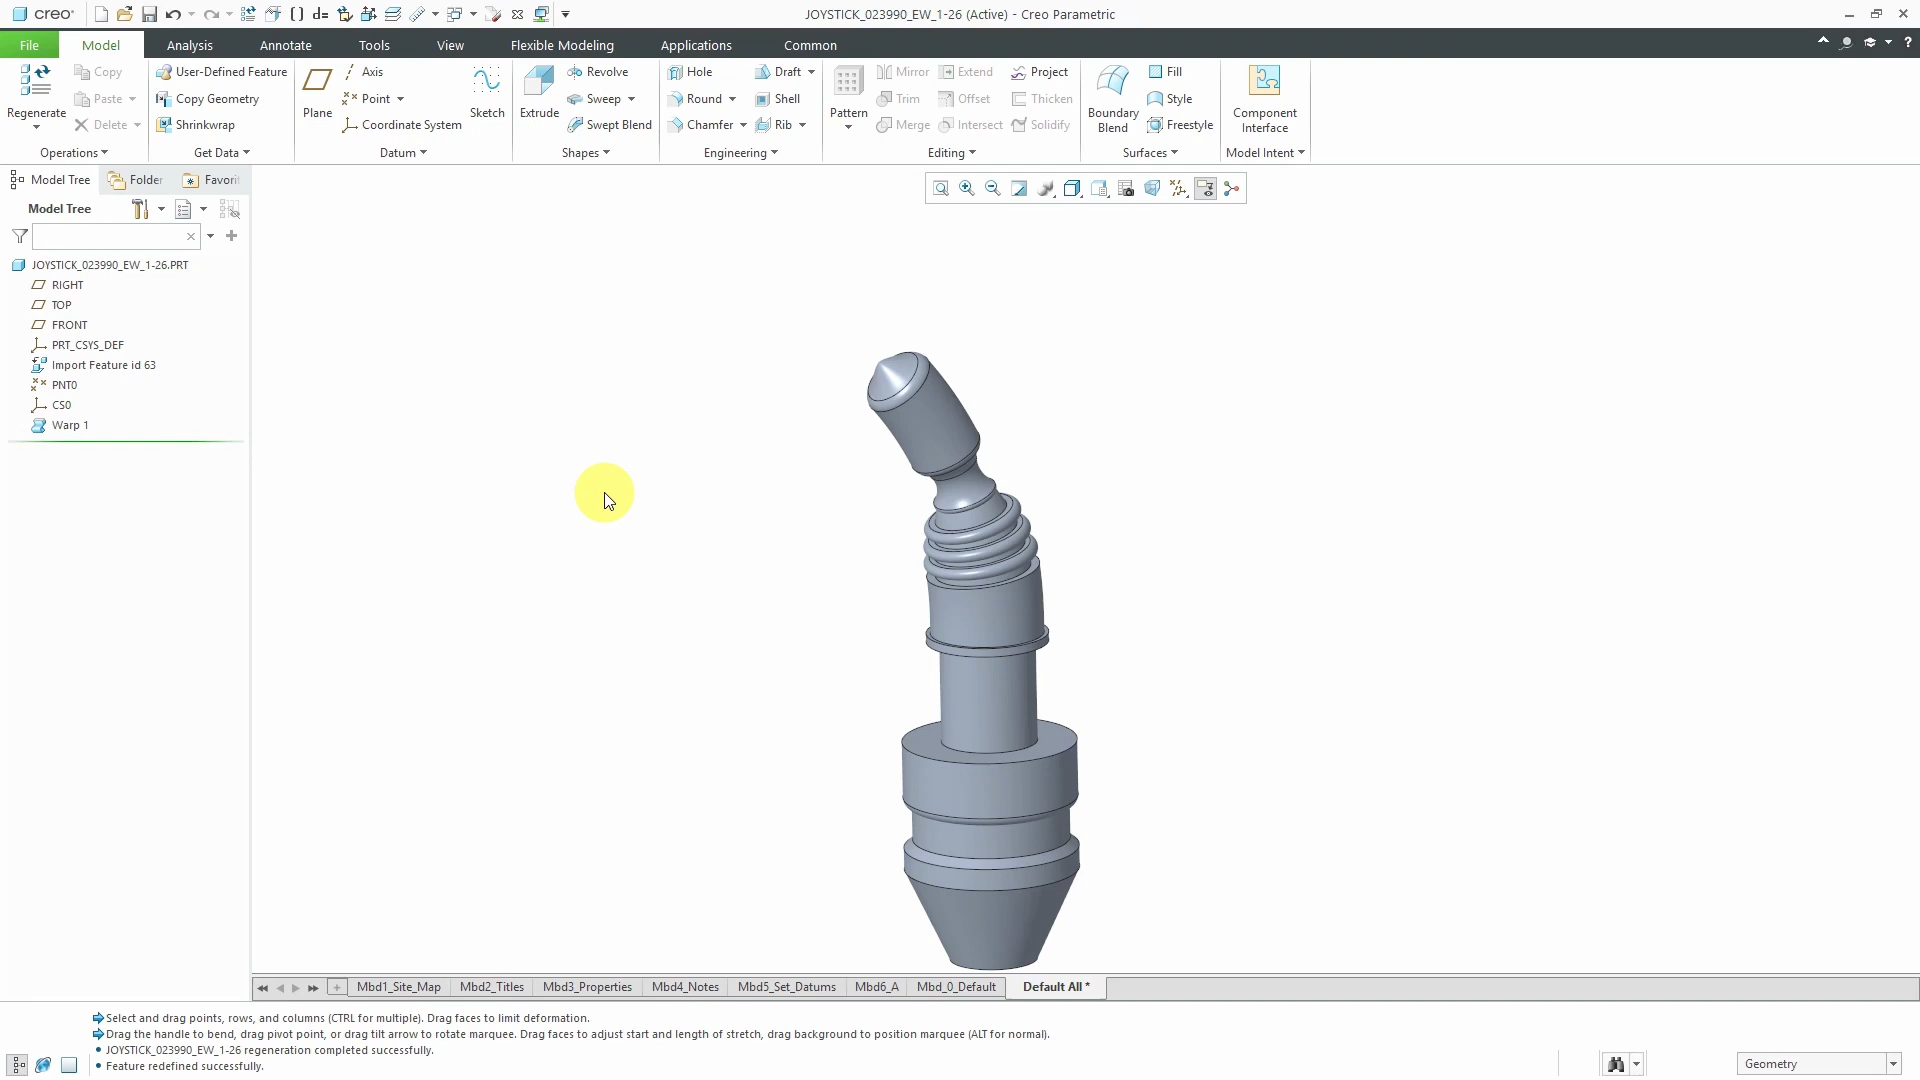 creo JOYSTICK_023990_EW_1-26 (Active) - Creo Parametric
File Model Analysis Annotate Tools View Flexible Modeling Applications Common
Regenerate Copy Paste Delete Operations
User-Defined Feature Copy Geometry Shrinkwrap Get Data
Plane Axis Point Coordinate System Sketch Datum
Extrude Revolve Sweep Swept Blend Shapes
Hole Round Chamfer Draft Shell Rib Engineering
Pattern Mirror Trim Merge Extend Offset Intersect Project Thicken Solidify Editing
Boundary Blend Fill Style Freestyle Surfaces
Component Interface Model Intent
Model Tree Folder Favorit
Model Tree
JOYSTICK_023990_EW_1-26.PRT
RIGHT
TOP
FRONT
PRT_CSYS_DEF
Import Feature id 63
PNT0
CS0
Warp 1
Mbd1_Site_Map Mbd2_Titles Mbd3_Properties Mbd4_Notes Mbd5_Set_Datums Mbd6_A Mbd_0_Default Default All *
Select and drag points, rows, and columns (CTRL for multiple). Drag faces to limit deformation.
Drag the handle to bend, drag pivot point, or drag tilt arrow to rotate marquee. Drag faces to adjust start and length of stretch, drag background to position marquee (ALT for normal).
• JOYSTICK_023990_EW_1-26 regeneration completed successfully.
• Feature redefined successfully.
Geometry